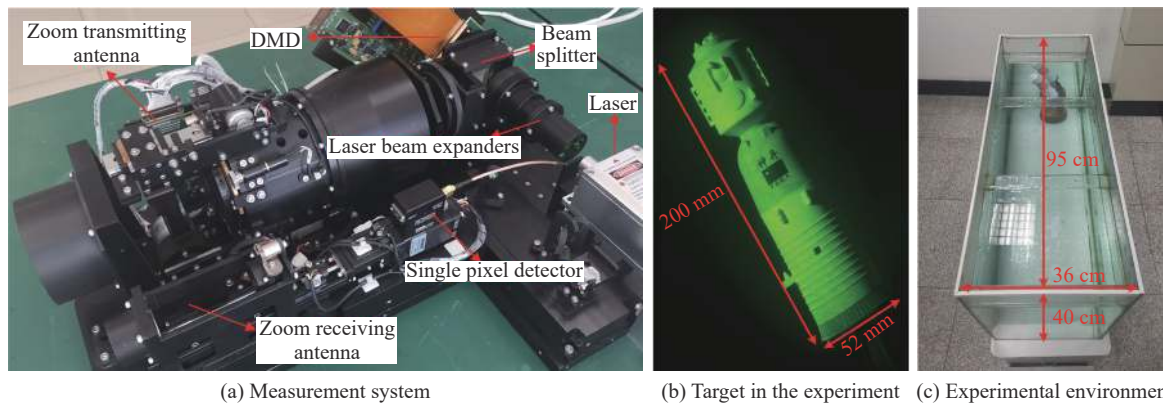 Zoom transmitting
antenna
DMD
Beam
splitter
Laser
Laser beam expanders
Single pixel detector
Zoom receiving
antenna
(a) Measurement system
200 mm
52 mm
(b) Target in the experiment
95 cm
36 cm
40 cm
(c) Experimental environmen